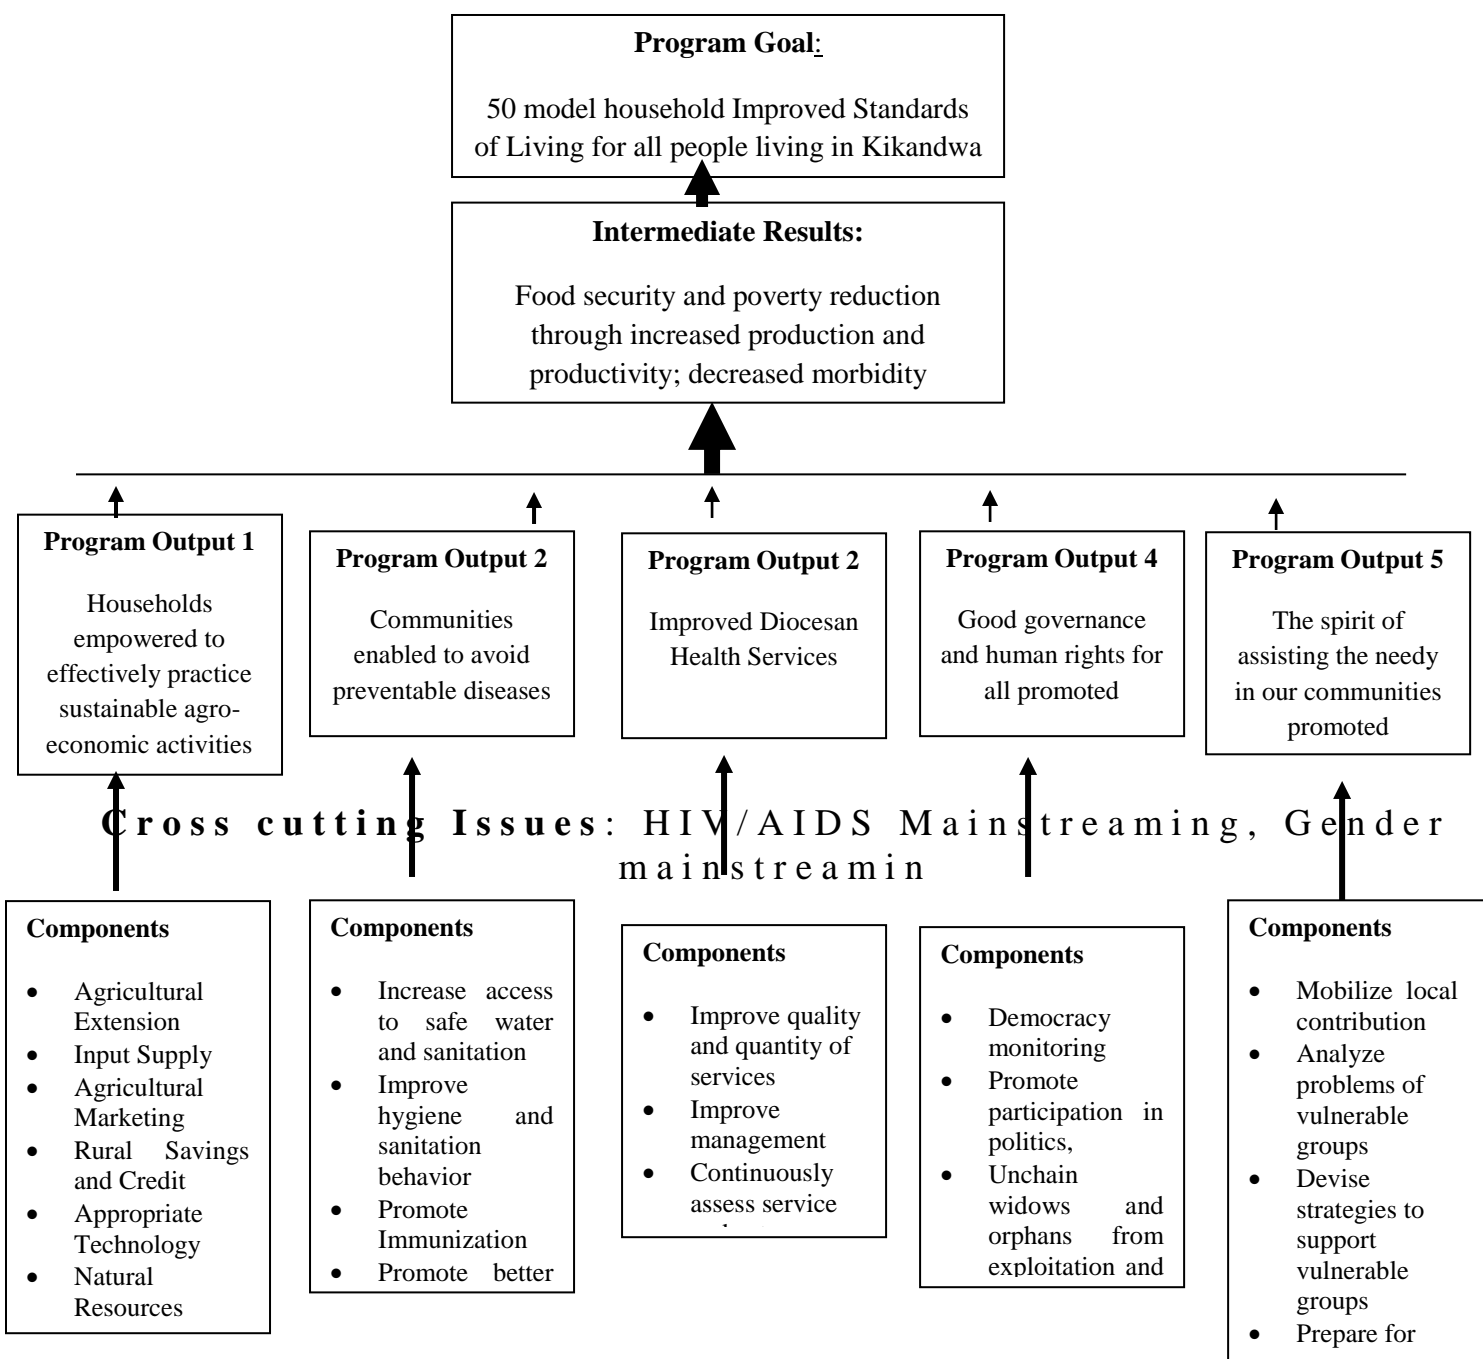 Program Goal:
50 model household Improved Standards
of Living for all people living in Kikandwa
Intermediate Results:
Food security and poverty reduction
through increased production and
productivity; decreased morbidity
Program Output 1
Households
empowered to
effectively practice
sustainable agro-
economic activities
Program Output 2
Communities
enabled to avoid
preventable diseases
Program Output 2
Improved Diocesan
Health Services
Program Output 4
Good governance
and human rights for
all promoted
Program Output 5
The spirit of
assisting the needy
in our communities
promoted
Cross cutting Issues: HIV/AIDS Mainstreaming, Gender
mainstreamin
Components
• Agricultural
Extension
• Input Supply
• Agricultural
Marketing
• Rural Savings
and Credit
• Appropriate
Technology
• Natural
Resources
Components
• Increase access
to safe water
and sanitation
• Improve
hygiene and
sanitation
behavior
• Promote
Immunization
• Promote better
Components
• Improve quality
and quantity of
services
• Improve
management
• Continuously
assess service
Components
• Democracy
monitoring
• Promote
participation in
politics,
• Unchain
widows and
orphans from
exploitation and
Components
• Mobilize local
contribution
• Analyze
problems of
vulnerable
groups
• Devise
strategies to
support
vulnerable
groups
• Prepare for